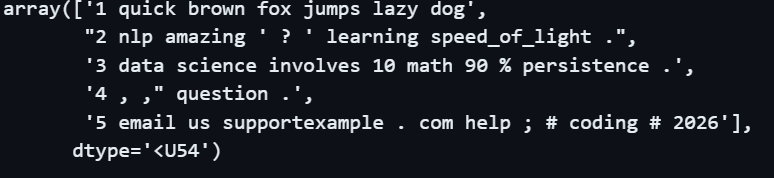 array(['1 quick brown fox jumps lazy dog',
"2 nlp amazing ' ? ' learning speed_of_light .",
'3 data science involves 10 math 90 % persistence .',
'4 , ," question .',
'5 email us supportexample . com help ; # coding # 2026'],
dtype='<U54')